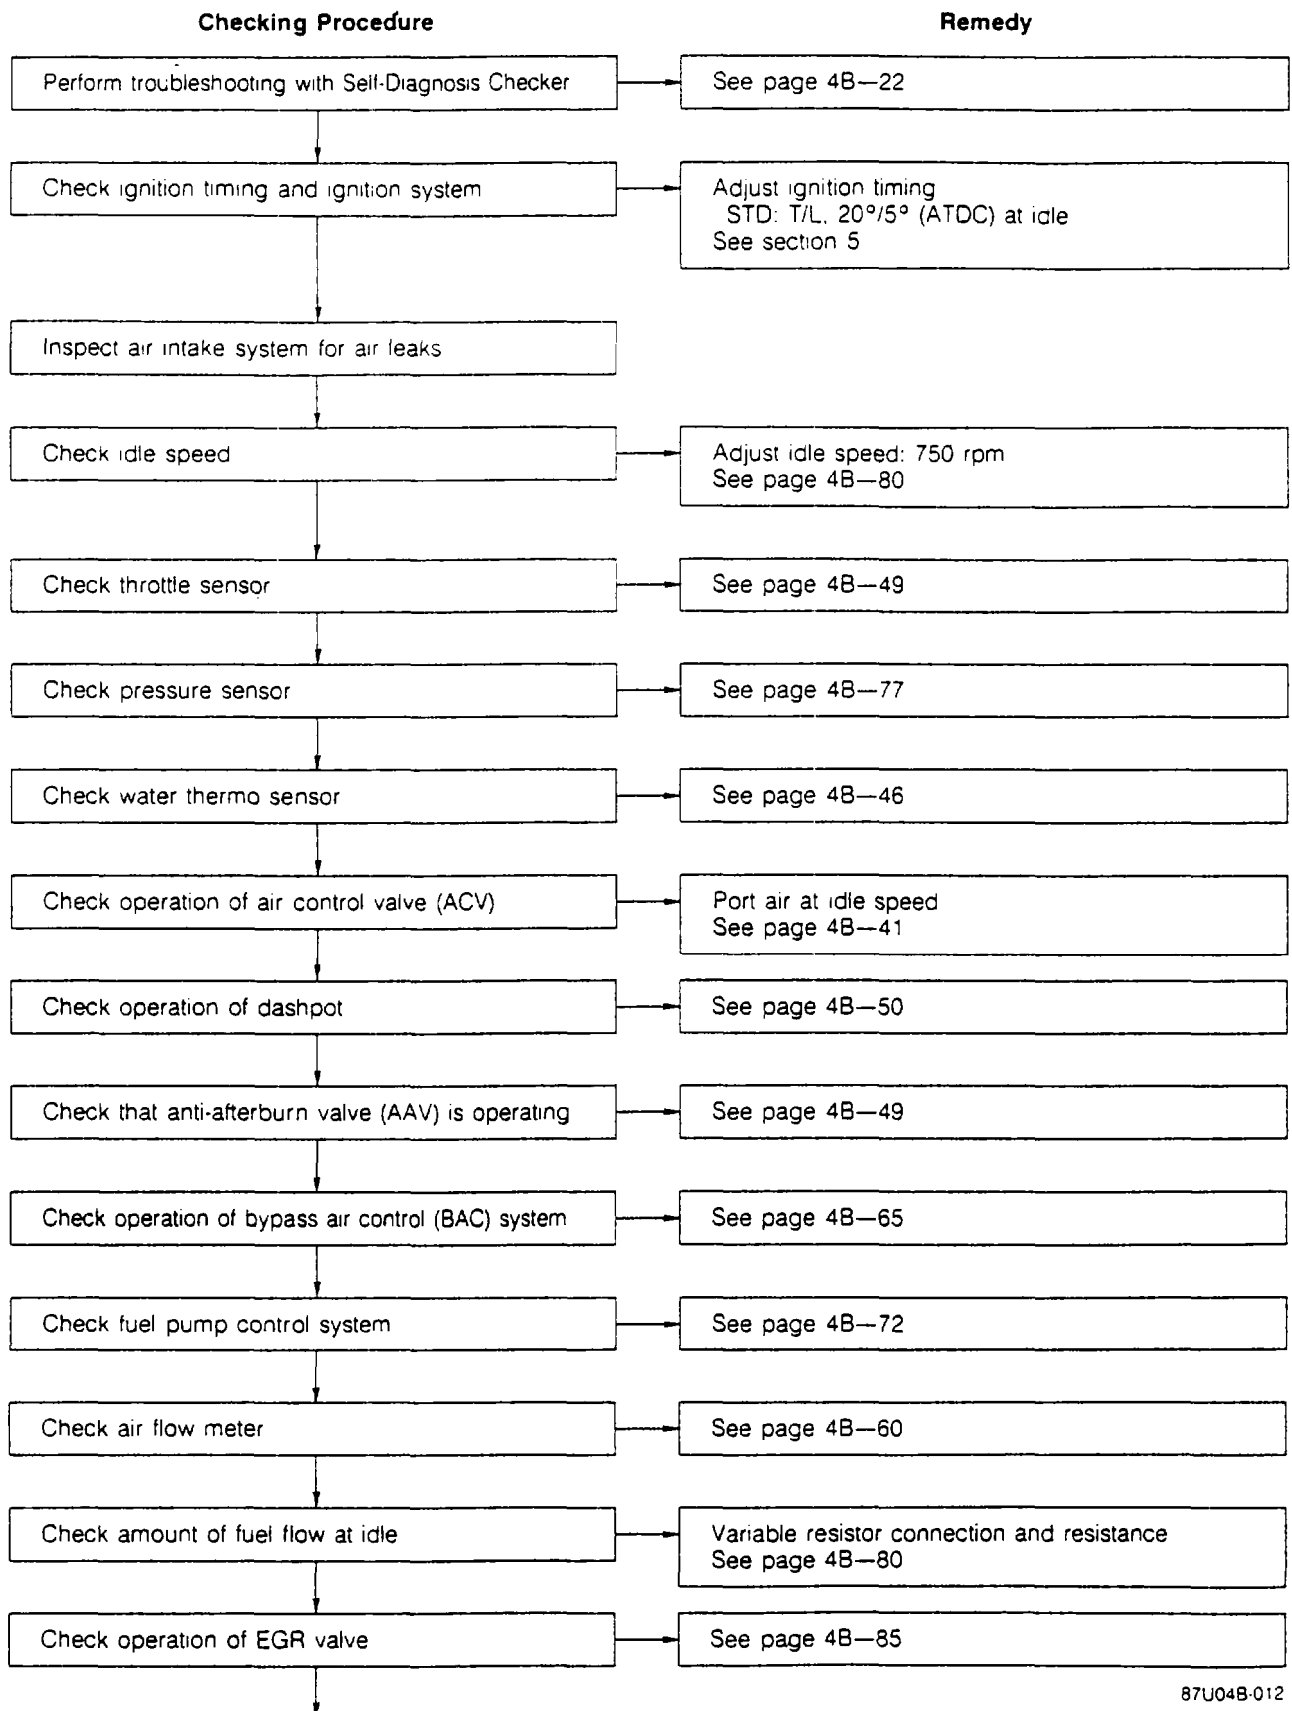 Checking Procedure
Remedy
Perform troubleshooting with Self-Diagnosis Checker
See page 4B—22
Check ignition timing and ignition system
Adjust ignition timing
STD: T/L, 20°/5° (ATDC) at idle
See section 5
Inspect air intake system for air leaks
Check idle speed
Adjust idle speed: 750 rpm
See page 4B—80
Check throttle sensor
See page 4B—49
Check pressure sensor
See page 4B—77
Check water thermo sensor
See page 4B—46
Check operation of air control valve (ACV)
Port air at idle speed
See page 4B—41
Check operation of dashpot
See page 4B—50
Check that anti-afterburn valve (AAV) is operating
See page 4B—49
Check operation of bypass air control (BAC) system
See page 4B—65
Check fuel pump control system
See page 4B—72
Check air flow meter
See page 4B—60
Check amount of fuel flow at idle
Variable resistor connection and resistance
See page 4B—80
Check operation of EGR valve
See page 4B—85
87U04B-012